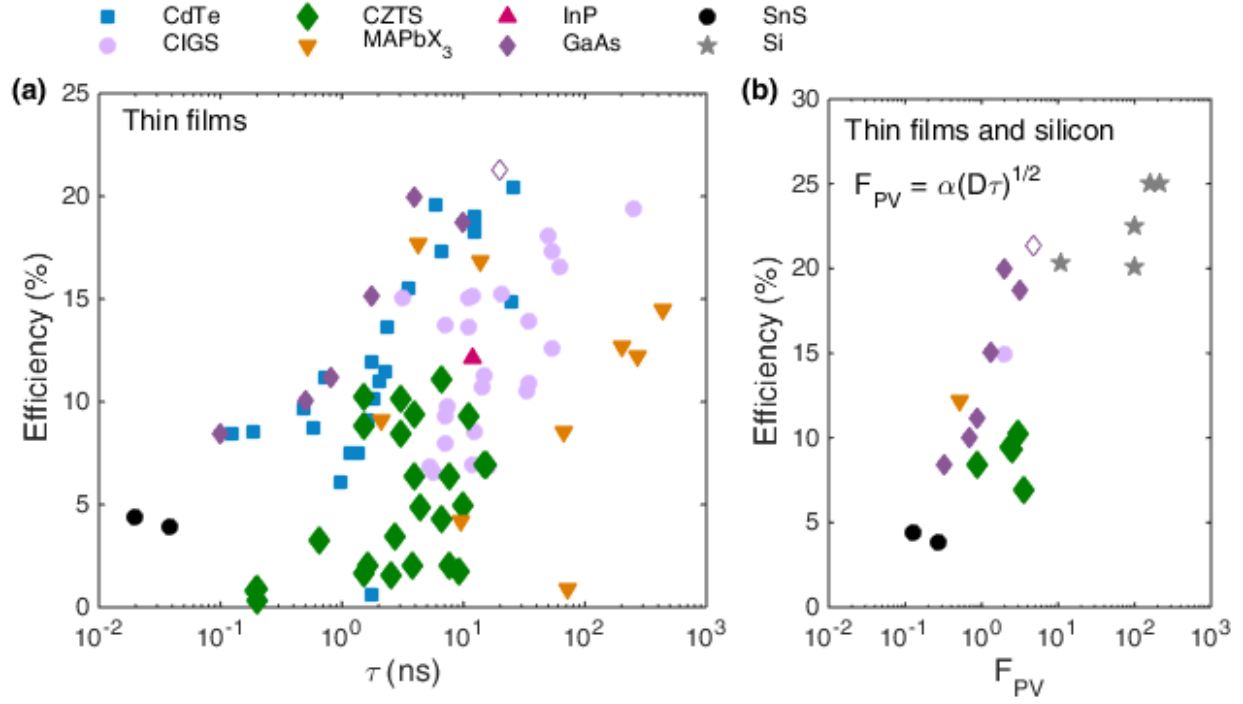 CdTe CZTS InP SnS
CIGS MAPbX₃ GaAs Si
(a) (b)
Thin films
Efficiency (%)
25
20
15
10
5
0
10⁻² 10⁻¹ 10⁰ 10¹ 10² 10³
τ (ns)
Thin films and silicon
F_PV = α(Dτ)^1/2
Efficiency (%)
30
25
20
15
10
5
0
10⁻² 10⁻¹ 10⁰ 10¹ 10² 10³
F_PV